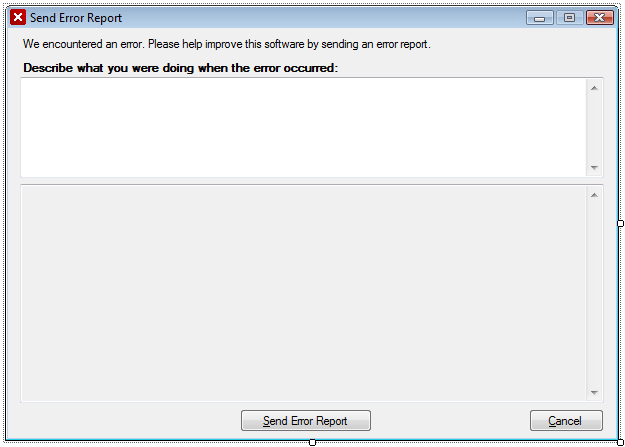 Send Error Report
We encountered an error. Please help improve this software by sending an error report.
Describe what you were doing when the error occurred:
Send Error Report
Cancel